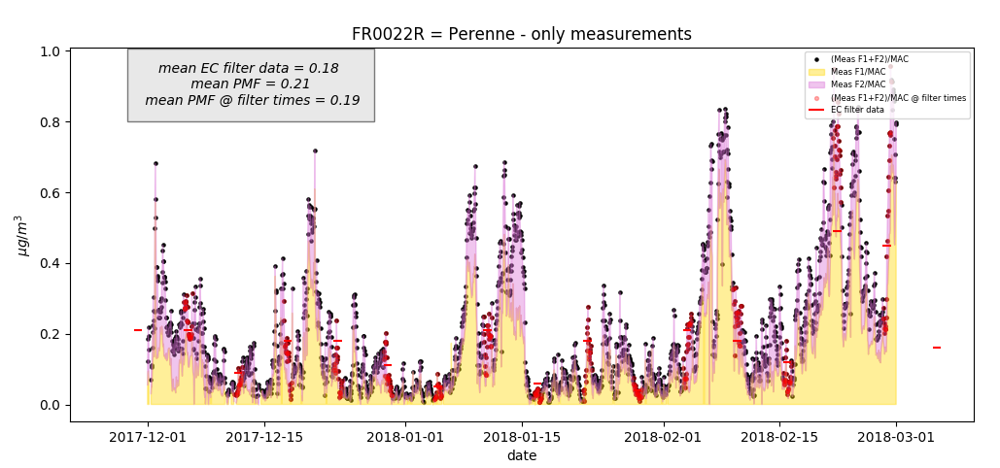 FR0022R = Perenne - only measurements
mean EC filter data = 0.18
mean PMF = 0.21
mean PMF @ filter times = 0.19
(Meas F1+F2)/MAC
Meas F1/MAC
Meas F2/MAC
(Meas F1+F2)/MAC @ filter times
EC filter data
μg/m³
1.0
0.8
0.6
0.4
0.2
0.0
2017-12-01 2017-12-15 2018-01-01 2018-01-15 2018-02-01 2018-02-15 2018-03-01
date